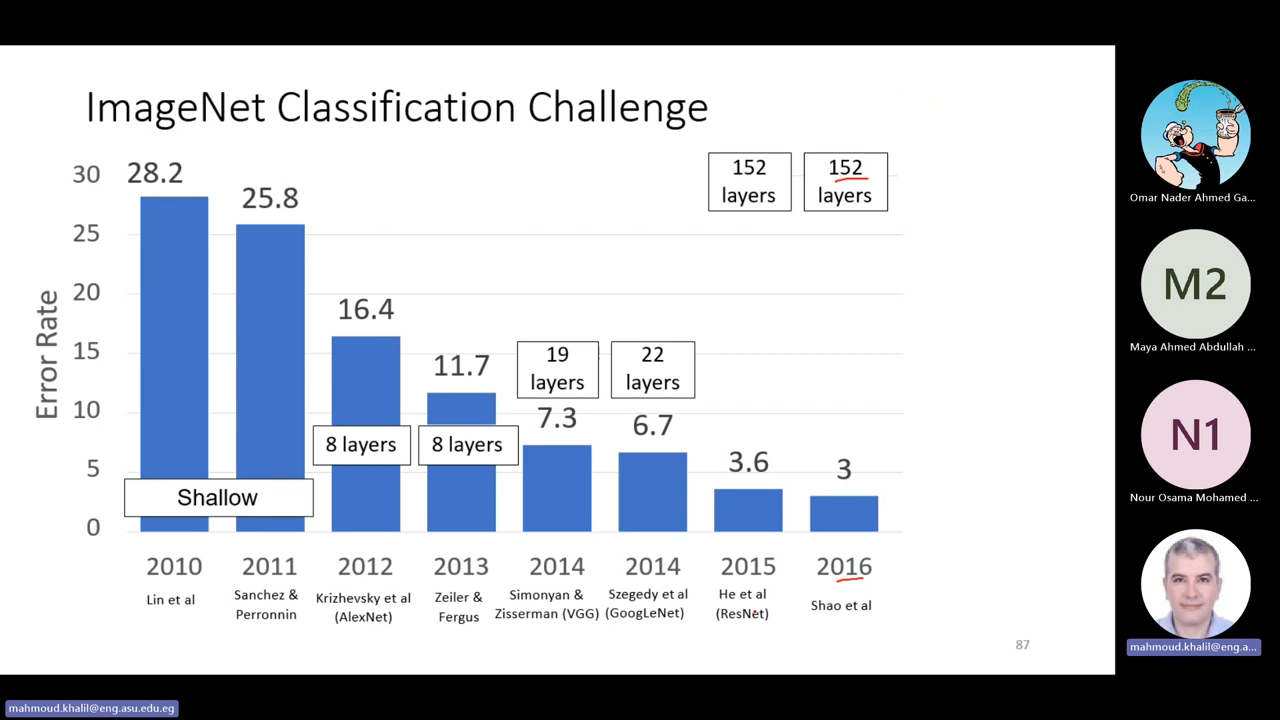 ImageNet Classification Challenge
30
25
20
15
10
5
0
Error Rate
28.2
25.8
16.4
11.7
7.3
6.7
3.6
3
Shallow
8 layers
8 layers
19
layers
22
layers
152
layers
152
layers
2010
Lin et al
2011
Sanchez &
Perronnin
2012
Krizhevsky et al
(AlexNet)
2013
Zeiler &
Fergus
2014
Simonyan &
Zisserman (VGG)
2014
Szegedy et al
(GoogLeNet)
2015
He et al
(ResNet)
2016
Shao et al
87
Omar Nader Ahmed Ga...
M2
Maya Ahmed Abdullah ...
N1
Nour Osama Mohamed ...
mahmoud.khalil@eng.a...
mahmoud.khalil@eng.asu.edu.eg